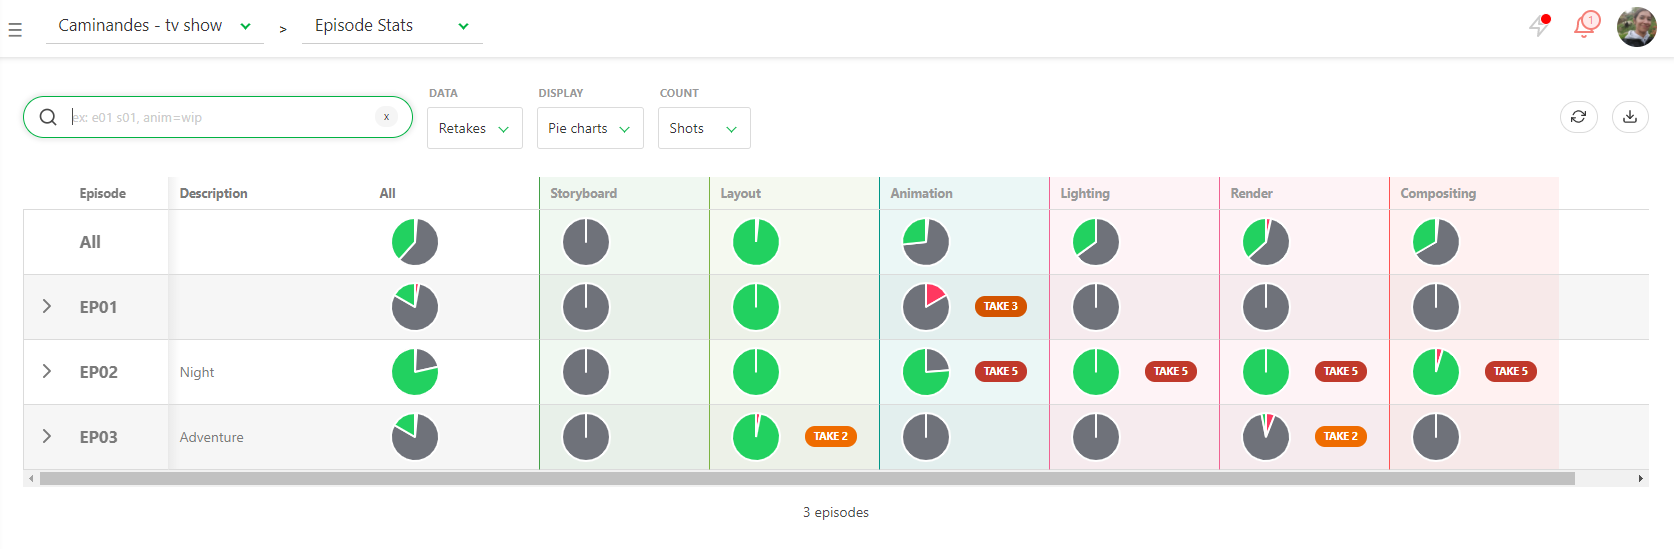 Caminandes - tv show > Episode Stats
1
DATA DISPLAY COUNT
ex: e01 s01, anim=wip x Retakes Pie charts Shots
Episode Description All Storyboard Layout Animation Lighting Render Compositing
All
EP01 TAKE 3
EP02 Night TAKE 5 TAKE 5 TAKE 5 TAKE 5
EP03 Adventure TAKE 2 TAKE 2
3 episodes